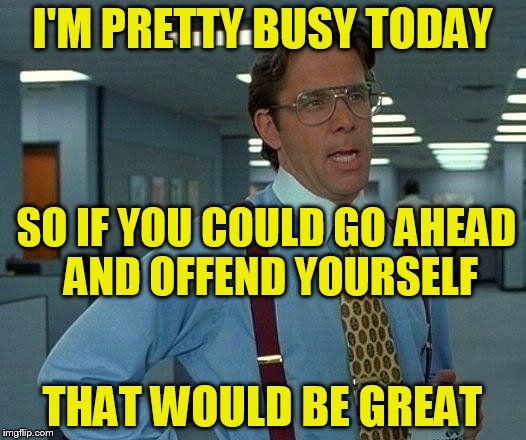 I'M PRETTY BUSY TODAY
SO IF YOU COULD GO AHEAD
AND OFFEND YOURSELF
THAT WOULD BE GREAT
imgflip.com